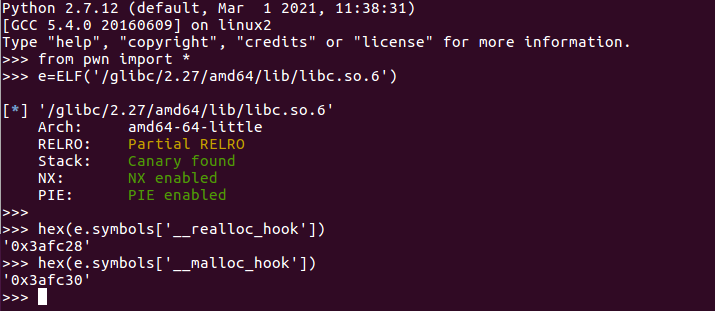 Python 2.7.12 (default, Mar  1 2021, 11:38:31)
[GCC 5.4.0 20160609] on linux2
Type "help", "copyright", "credits" or "license" for more information.
>>> from pwn import *
>>> e=ELF('/glibc/2.27/amd64/lib/libc.so.6')
[*] '/glibc/2.27/amd64/lib/libc.so.6'
    Arch:     amd64-64-little
    RELRO:    Partial RELRO
    Stack:    Canary found
    NX:       NX enabled
    PIE:      PIE enabled
>>>
>>> hex(e.symbols['__realloc_hook'])
'0x3afc28'
>>> hex(e.symbols['__malloc_hook'])
'0x3afc30'
>>>